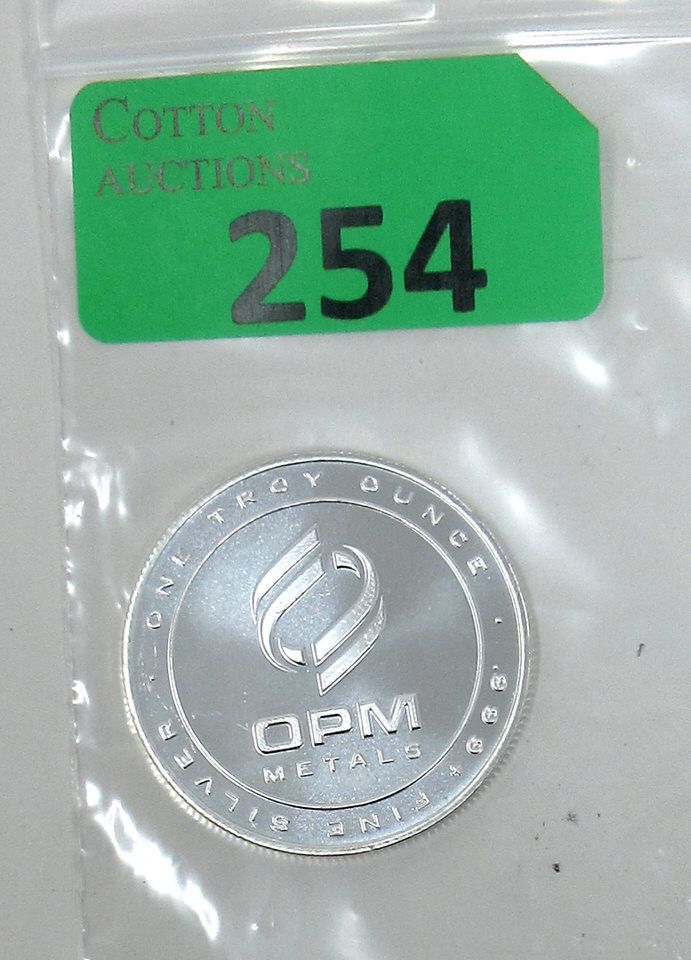 COTTON
AUCTIONS
254
ONE TROY OUNCE · .999+ FINE SILVER ·
OPM
METALS